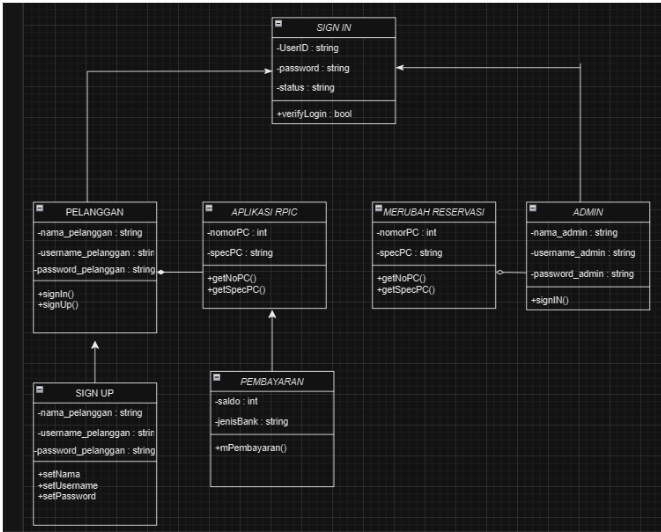 SIGN IN
-UserID : string
-password : string
-status : string
+verifyLogin : bool
PELANGGAN
-nama_pelanggan : string
-username_pelanggan : strin
-password_pelanggan : string
+signIn()
+signUp()
APLIKASI RPIC
-nomorPC : int
-specPC : string
+getNoPC()
+getSpecPC()
MERUBAH RESERVASI
-nomorPC : int
-specPC : string
+getNoPC()
+getSpecPC()
ADMIN
-nama_admin : string
-username_admin : string
-password_admin : string
+signIN()
SIGN UP
-nama_pelanggan : string
-username_pelanggan : strin
-password_pelanggan : string
+setNama
+setUsername
+setPassword
PEMBAYARAN
-saldo : int
-jenisBank : string
+mPembayaran()